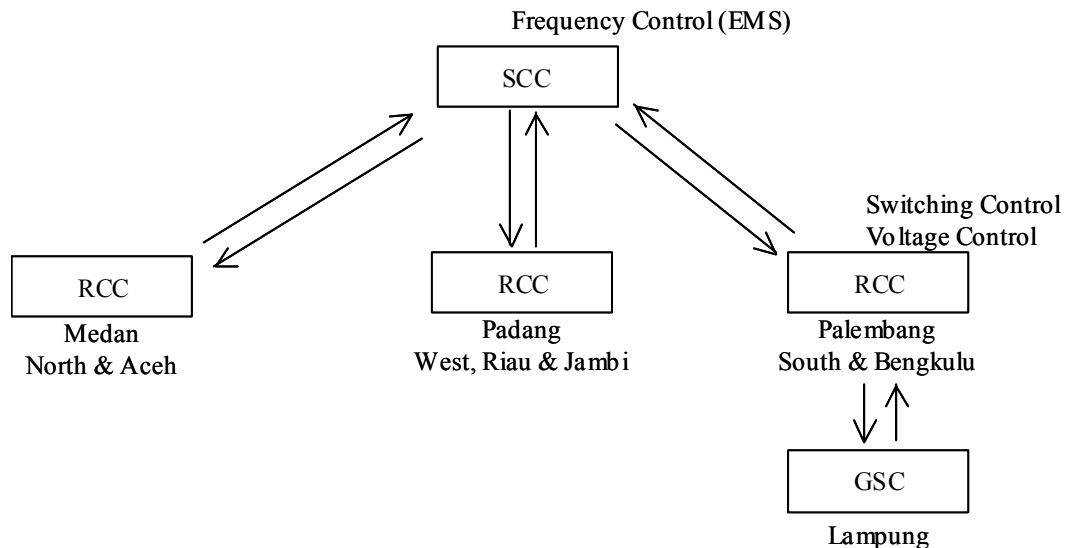 Frequency Control (EMS)
SCC
Switching Control
Voltage Control
RCC
Medan
North & Aceh
RCC
Padang
West, Riau & Jambi
RCC
Palembang
South & Bengkulu
GSC
Lampung